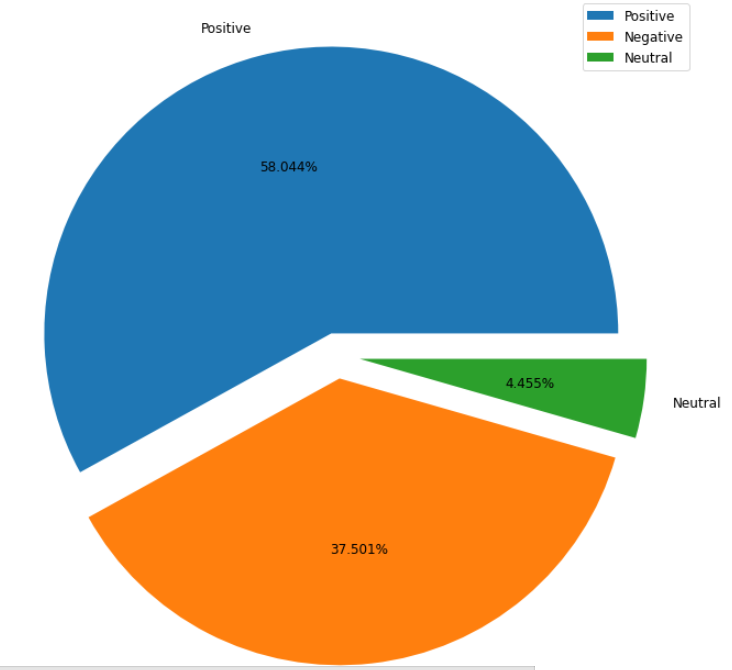 Positive
Positive
Negative
Neutral
58.044%
4.455%
Neutral
37.501%